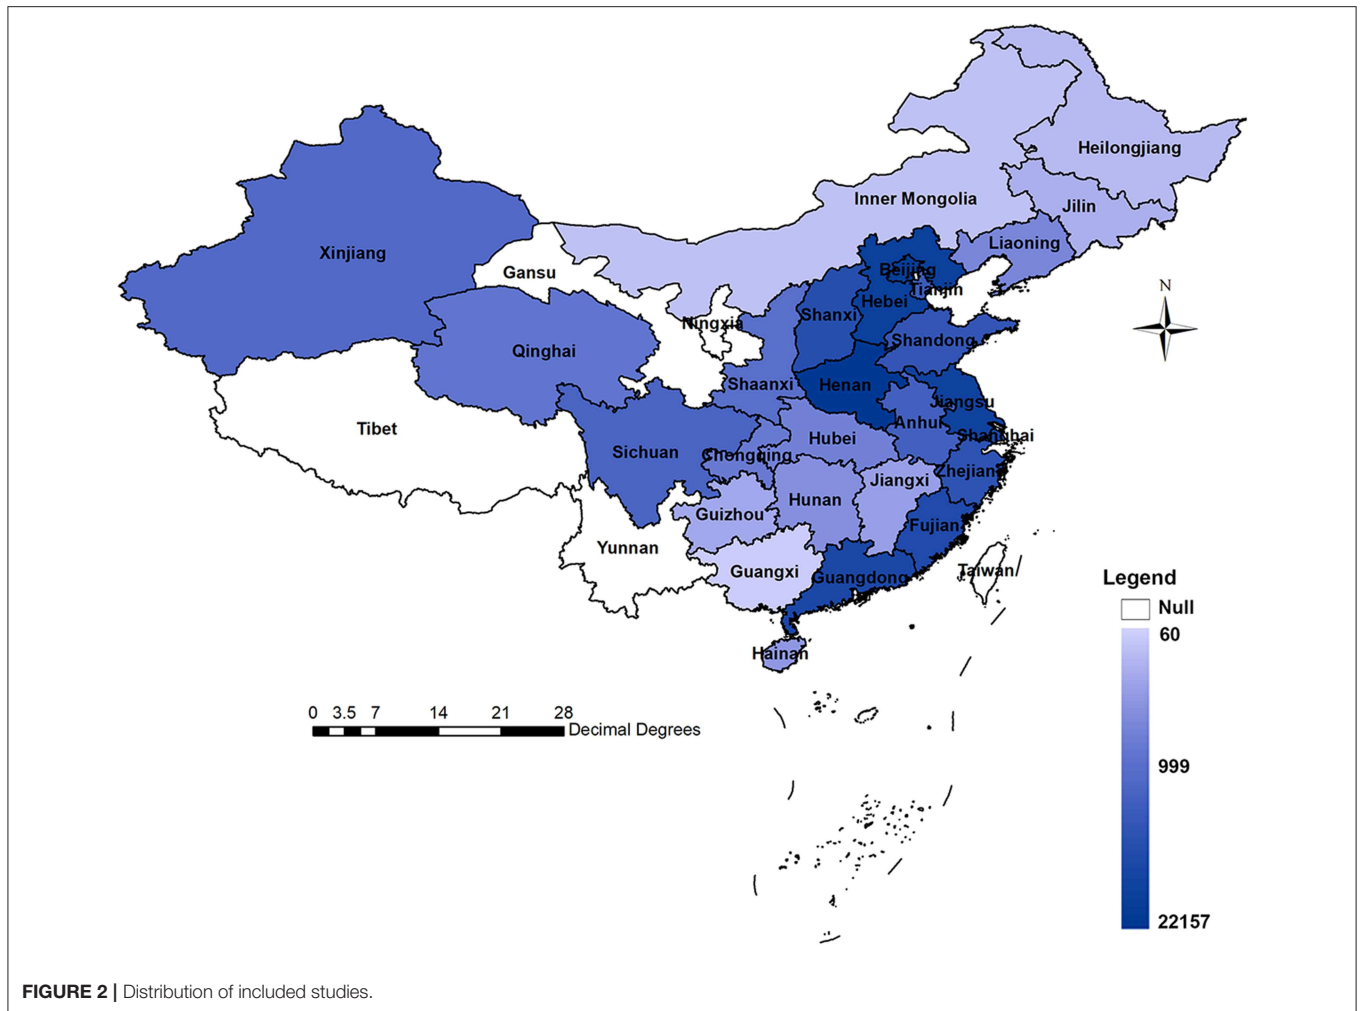 Heilongjiang
Inner Mongolia
Jilin
Liaoning
Xinjiang
Gansu
Beijing
Tianjin
Hebei
N
Ningxia
Shanxi
Shandong
Qinghai
Shaanxi
Henan
Jiangsu
Tibet
Anhui
Shanghai
Hubei
Sichuan
Chongqing
Zhejiang
Jiangxi
Hunan
Guizhou
Fujian
Yunnan
Guangxi
Guangdong
Taiwan
Hainan
Legend
Null
60
999
22157
0 3.5 7 14 21 28
Decimal Degrees
FIGURE 2 | Distribution of included studies.